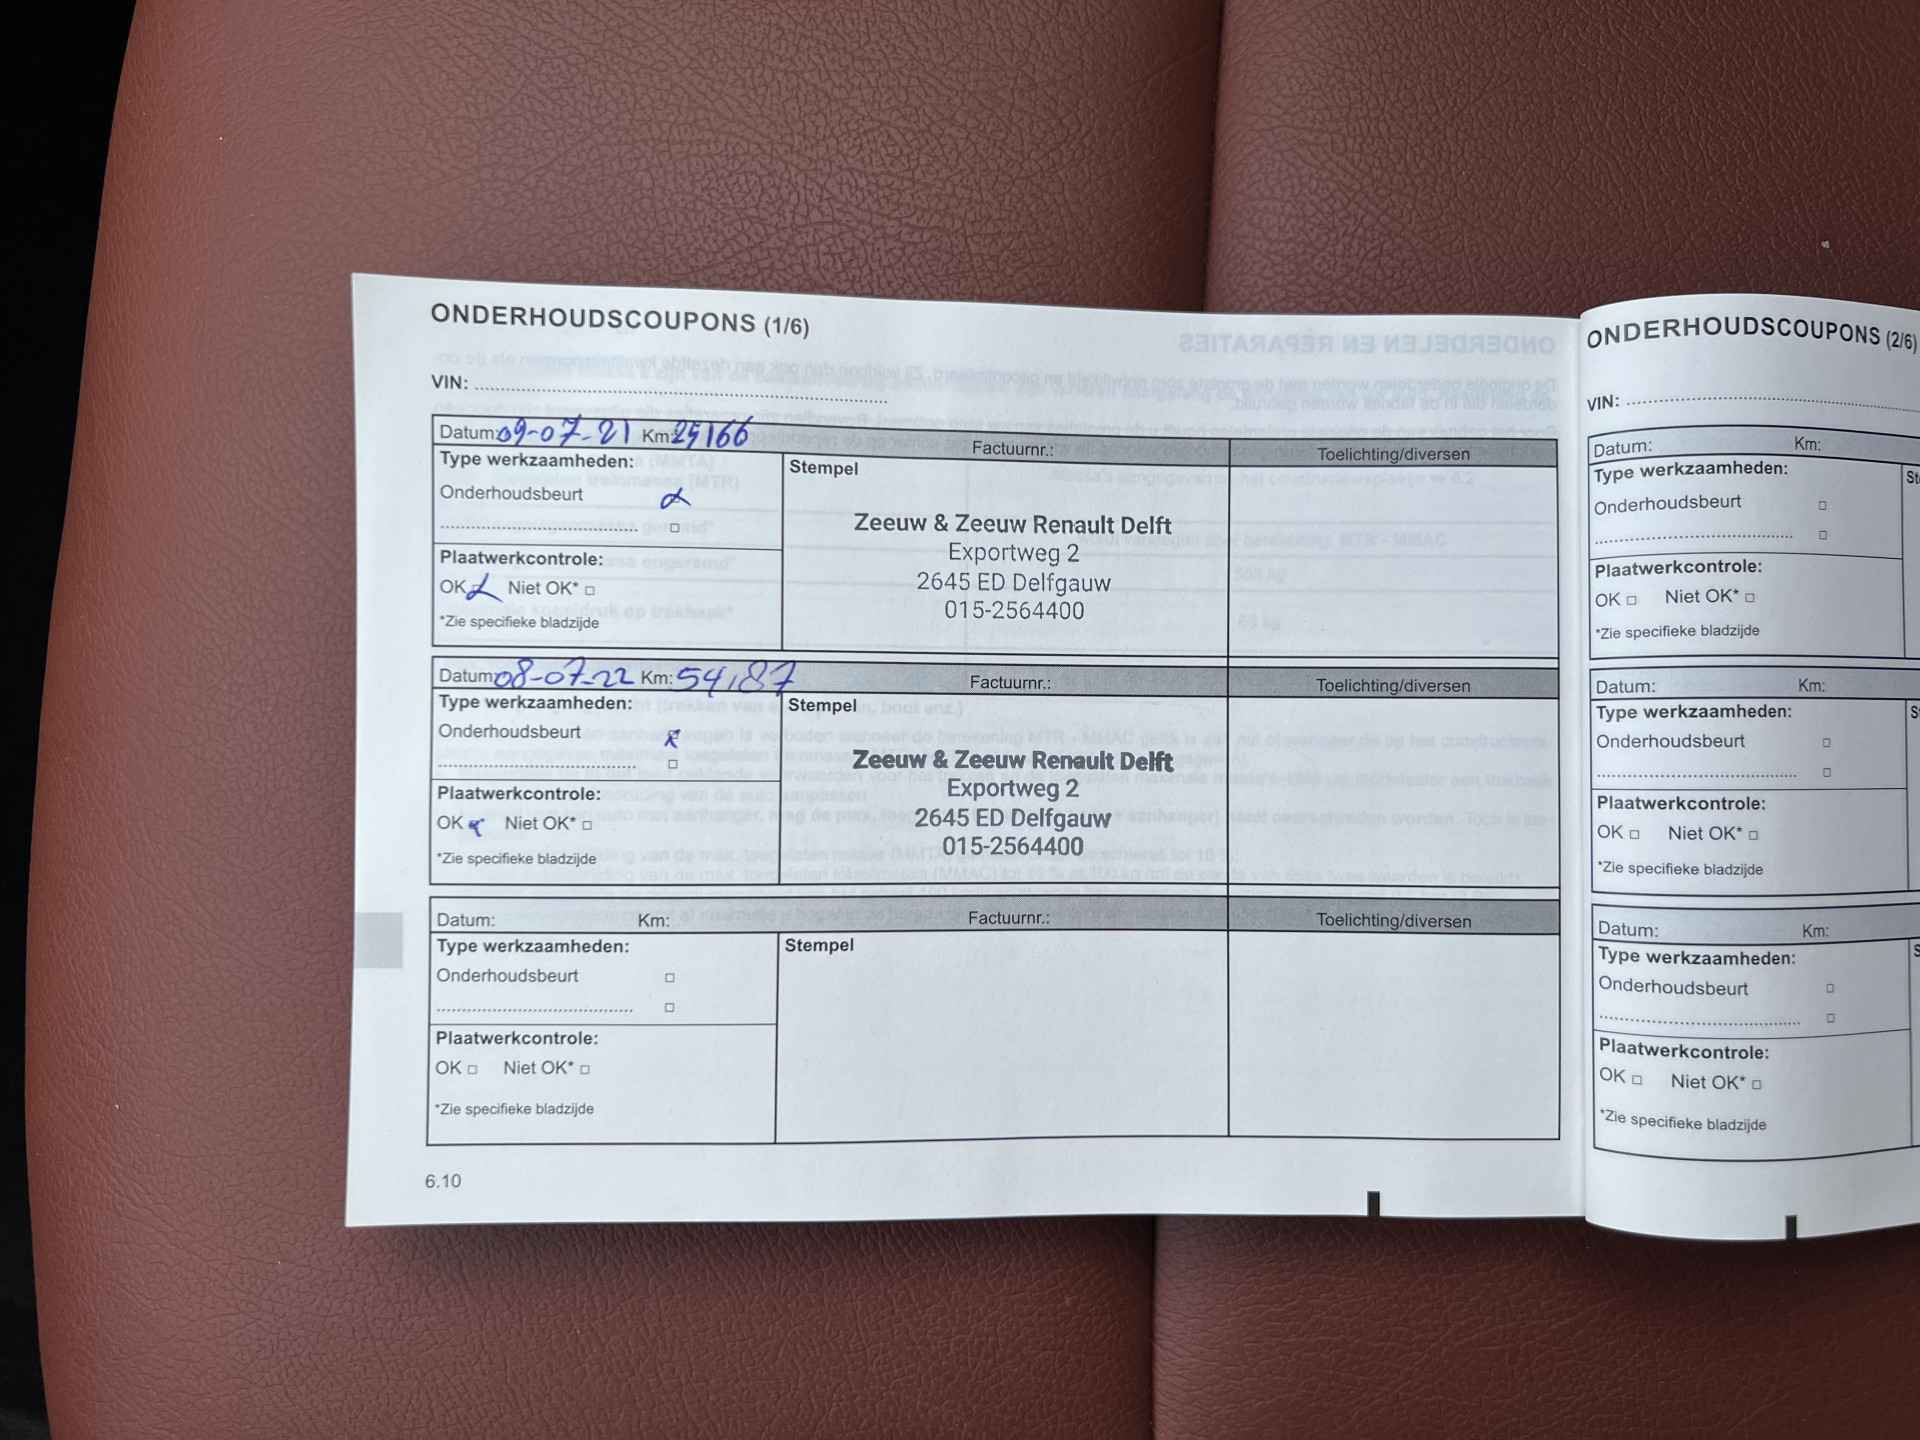 ONDERHOUDSCOUPONS (1/6)
VIN:
Datum: 09-07-21 Km: 25166 Factuurnr.: Toelichting/diversen
Type werkzaamheden:
Onderhoudsbeurt
Plaatwerkcontrole:
OK Niet OK*
*Zie specifieke bladzijde
Stempel
Zeeuw & Zeeuw Renault Delft
Exportweg 2
2645 ED Delfgauw
015-2564400
Datum: 08-07-22 Km: 54187 Factuurnr.: Toelichting/diversen
Type werkzaamheden:
Onderhoudsbeurt
Plaatwerkcontrole:
OK Niet OK*
*Zie specifieke bladzijde
Stempel
Zeeuw & Zeeuw Renault Delft
Exportweg 2
2645 ED Delfgauw
015-2564400
Datum: Km: Factuurnr.: Toelichting/diversen
Type werkzaamheden:
Onderhoudsbeurt
Plaatwerkcontrole:
OK Niet OK*
*Zie specifieke bladzijde
Stempel
6.10
ONDERHOUDSCOUPONS (2/6)
VIN:
Datum: Km:
Type werkzaamheden:
Onderhoudsbeurt
Plaatwerkcontrole:
OK Niet OK*
*Zie specifieke bladzijde
Datum: Km:
Type werkzaamheden:
Onderhoudsbeurt
Plaatwerkcontrole:
OK Niet OK*
*Zie specifieke bladzijde
Datum: Km:
Type werkzaamheden:
Onderhoudsbeurt
Plaatwerkcontrole:
OK Niet OK*
*Zie specifieke bladzijde